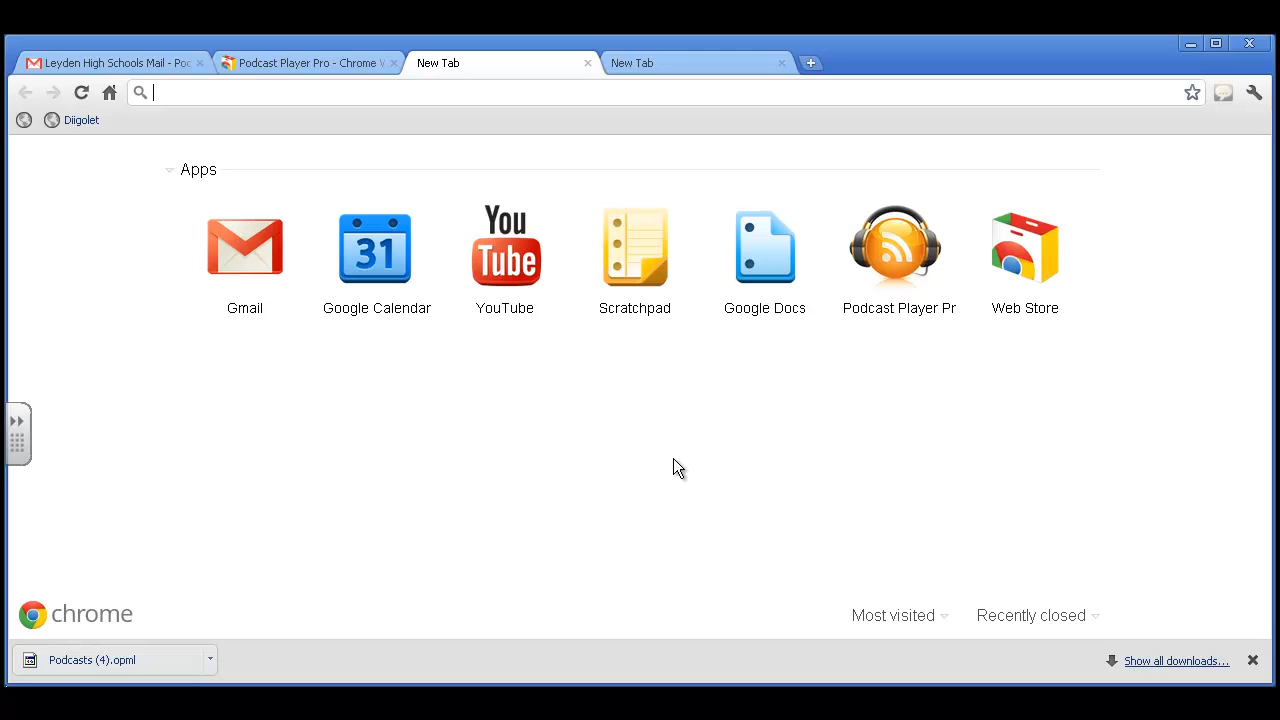 Leyden High Schools Mail - Poc
Podcast Player Pro - Chrome W
New Tab
New Tab
Diigolet
Apps
31
You
Tube
Gmail
Google Calendar
YouTube
Scratchpad
Google Docs
Podcast Player Pr
Web Store
chrome
Most visited
Recently closed
Podcasts (4).opml
Show all downloads...